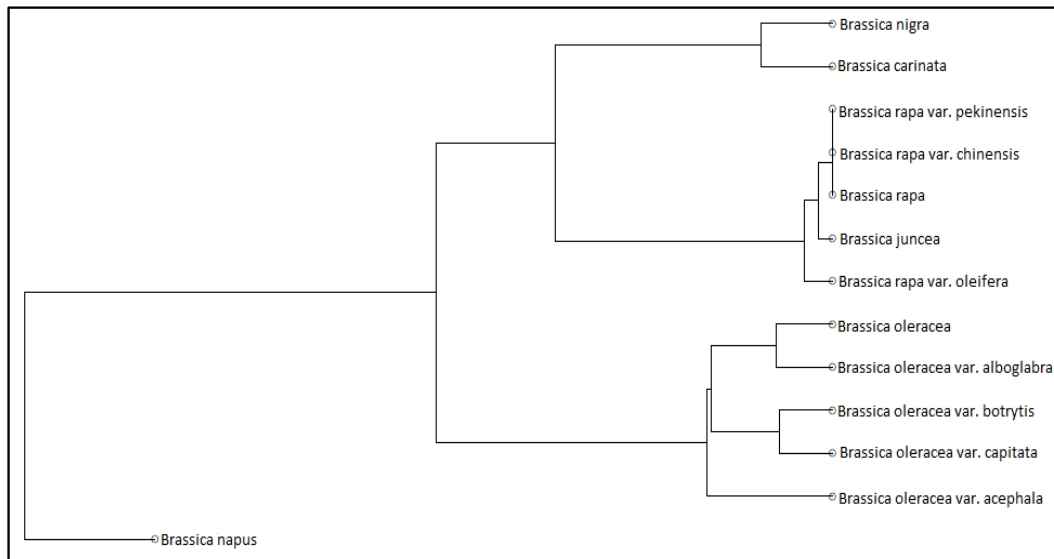 Brassica nigra
Brassica carinata
Brassica rapa var. pekinensis
Brassica rapa var. chinensis
Brassica rapa
Brassica juncea
Brassica rapa var. oleifera
Brassica oleracea
Brassica oleracea var. alboglabra
Brassica oleracea var. botrytis
Brassica oleracea var. capitata
Brassica oleracea var. acephala
Brassica napus